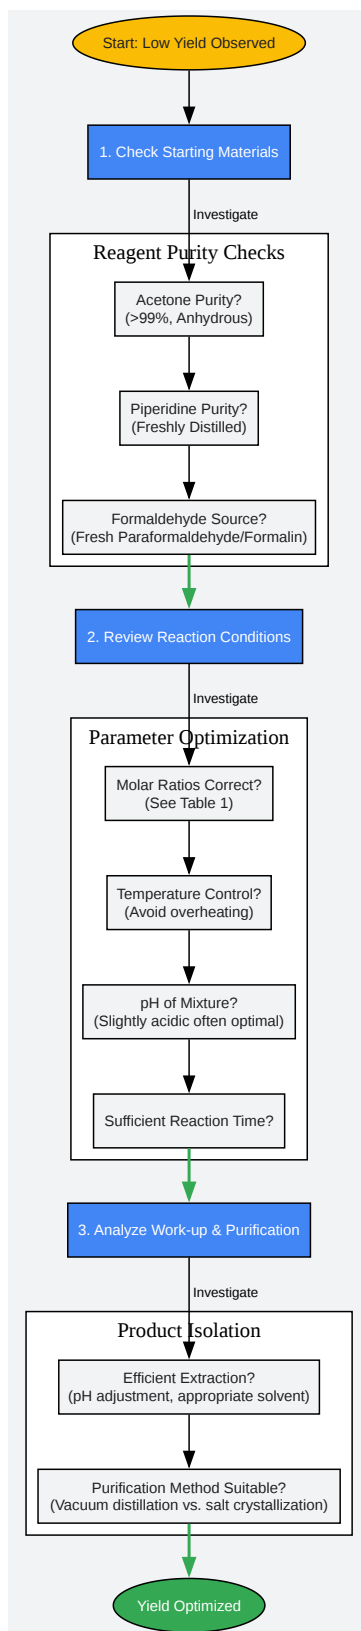 Start: Low Yield Observed
1. Check Starting Materials
Investigate
Reagent Purity Checks
Acetone Purity?
(>99%, Anhydrous)
Piperidine Purity?
(Freshly Distilled)
Formaldehyde Source?
(Fresh Paraformaldehyde/Formalin)
2. Review Reaction Conditions
Investigate
Parameter Optimization
Molar Ratios Correct?
(See Table 1)
Temperature Control?
(Avoid overheating)
pH of Mixture?
(Slightly acidic often optimal)
Sufficient Reaction Time?
3. Analyze Work-up & Purification
Investigate
Product Isolation
Efficient Extraction?
(pH adjustment, appropriate solvent)
Purification Method Suitable?
(Vacuum distillation vs. salt crystallization)
Yield Optimized